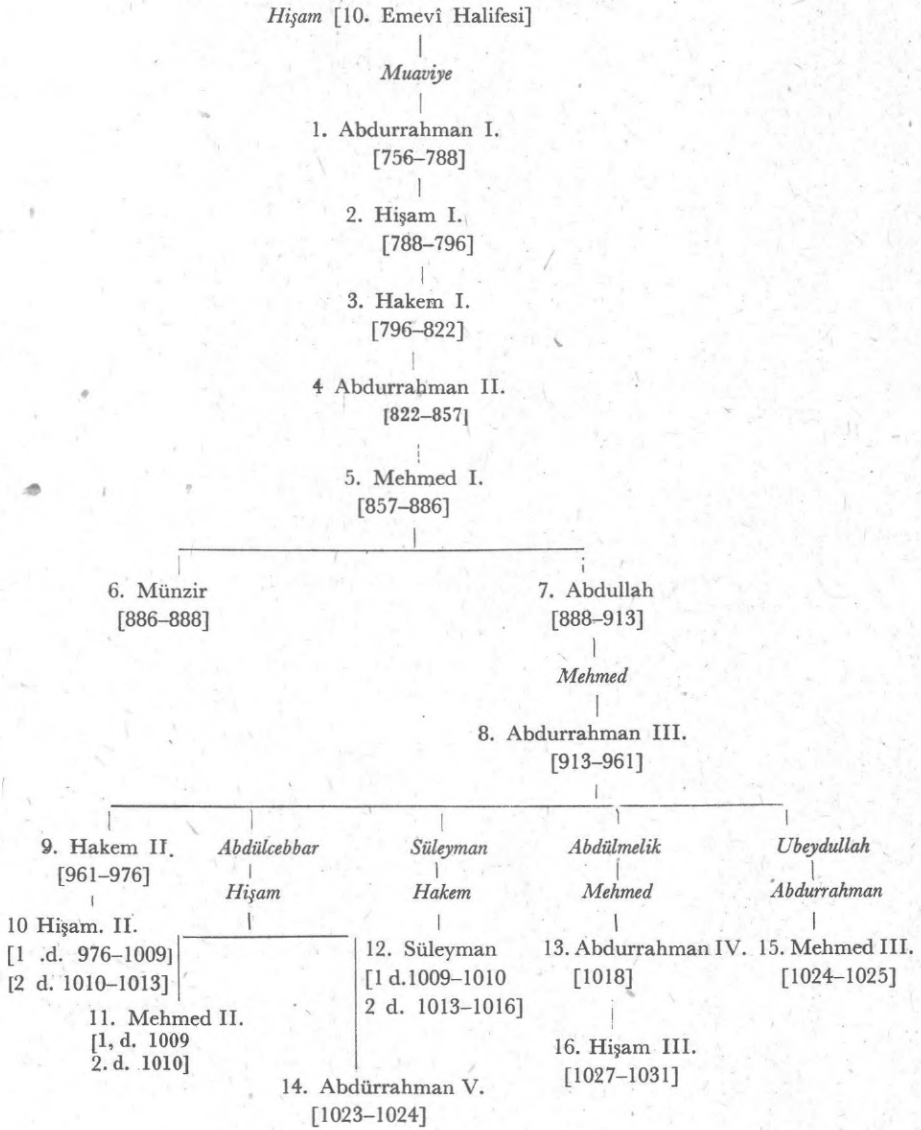 Hişam [10. Emevî Halifesi]
Muaviye
1. Abdurrahman I.
[756–788]
2. Hişam I.
[788–796]
3. Hakem I.
[796–822]
4 Abdurrahman II.
[822–857]
5. Mehmed I.
[857–886]
6. Münzir
[886–888]
7. Abdullah
[888–913]
Mehmed
8. Abdurrahman III.
[913–961]
9. Hakem II.
[961–976]
Abdülcebbar
Süleyman
Abdülmelik
Ubeydullah
Hişam
Hakem
Mehmed
Abdurrahman
10 Hişam. II.
[1 .d. 976–1009]
[2 d. 1010–1013]
12. Süleyman
[1 d.1009–1010
2 d. 1013–1016]
13. Abdurrahman IV.
[1018]
15. Mehmed III.
[1024–1025]
11. Mehmed II.
[1, d. 1009
2. d. 1010]
16. Hişam III.
[1027–1031]
14. Abdürrahman V.
[1023–1024]